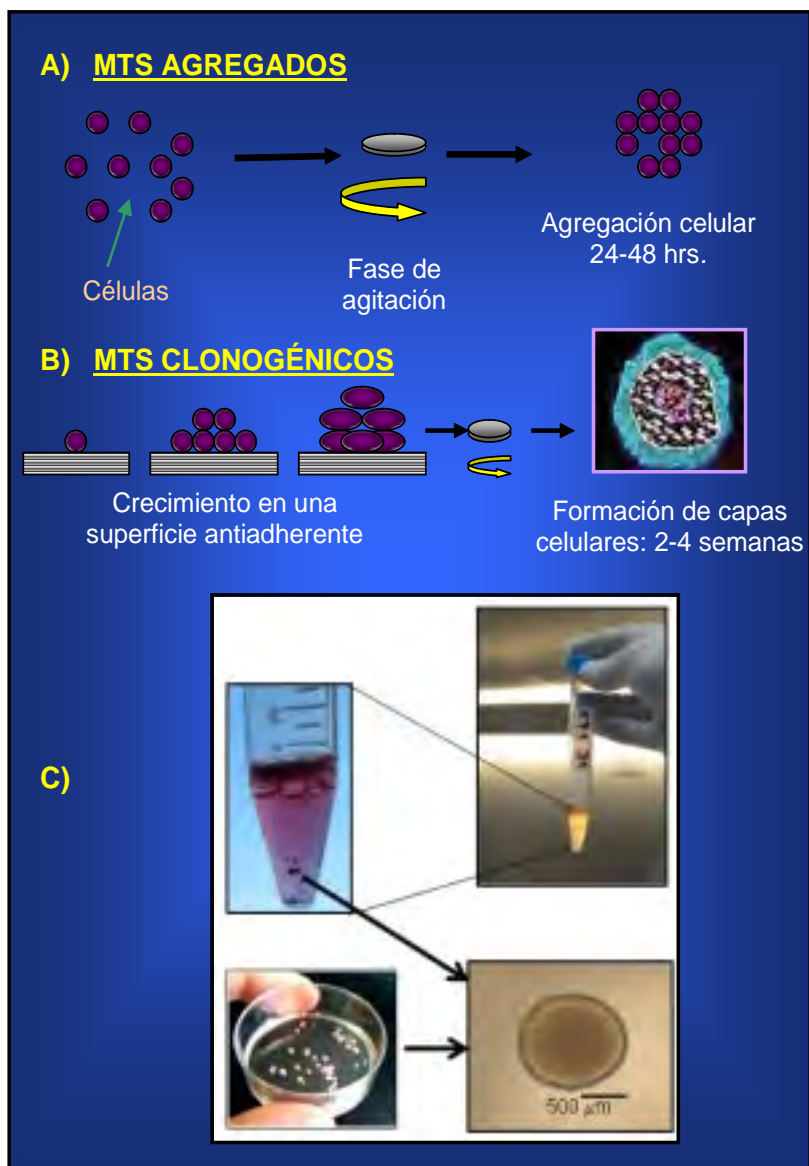 A) MTS AGREGADOS
Células
Fase de
agitación
Agregación celular
24-48 hrs.
B) MTS CLONOGÉNICOS
Crecimiento en una
superficie antiadherente
Formación de capas
celulares: 2-4 semanas
C)
500 µm